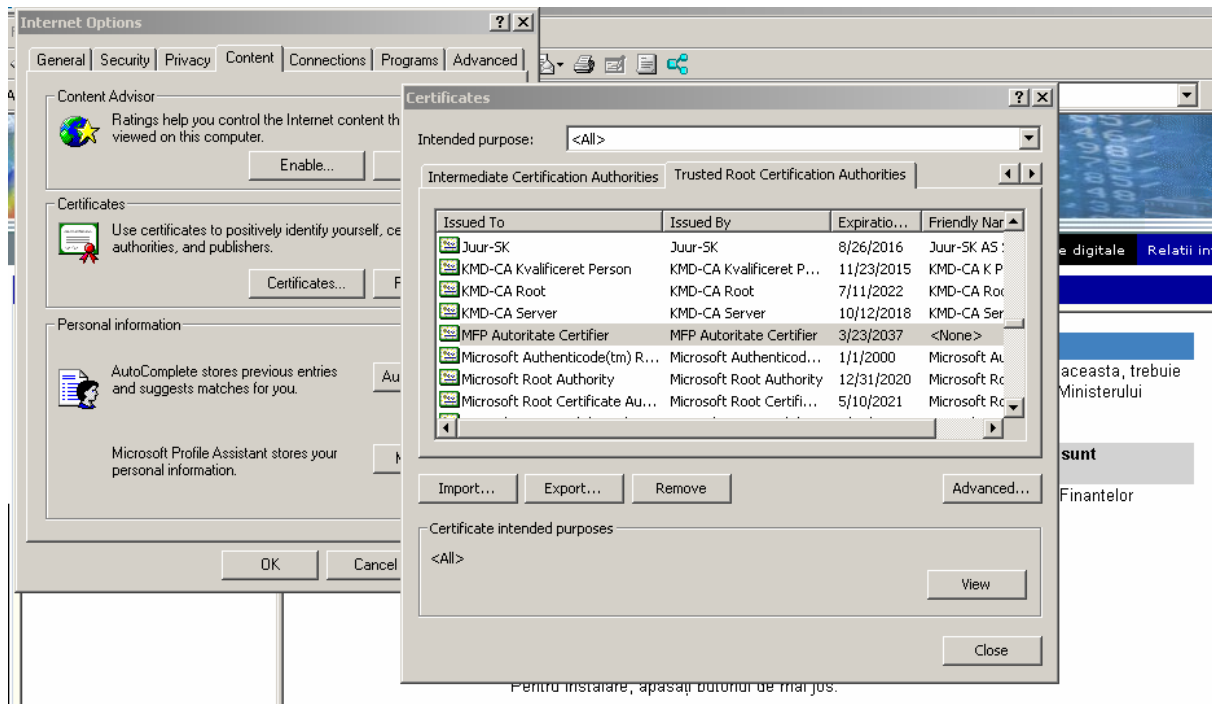 Internet Options
General Security Privacy Content Connections Programs Advanced
Content Advisor
Ratings help you control the Internet content th
viewed on this computer.
Enable...
Certificates
Use certificates to positively identify yourself, ce
authorities, and publishers.
Certificates...
Personal information
AutoComplete stores previous entries
and suggests matches for you.
Au
Microsoft Profile Assistant stores your
personal information.
OK Cancel
Certificates
Intended purpose: <All>
Intermediate Certification Authorities Trusted Root Certification Authorities
Issued To Issued By Expiratio... Friendly Nar
Juur-SK Juur-SK 8/26/2016 Juur-SK AS
KMD-CA Kvalificeret Person KMD-CA Kvalificeret P... 11/23/2015 KMD-CA K P
KMD-CA Root KMD-CA Root 7/11/2022 KMD-CA Roo
KMD-CA Server KMD-CA Server 10/12/2018 KMD-CA Ser
MFP Autoritate Certifier MFP Autoritate Certifier 3/23/2037 <None>
Microsoft Authenticode(tm) R... Microsoft Authenticod... 1/1/2000 Microsoft Au
Microsoft Root Authority Microsoft Root Authority 12/31/2020 Microsoft Ro
Microsoft Root Certificate Au... Microsoft Root Certifi... 5/10/2021 Microsoft Ro
Import... Export... Remove Advanced...
Certificate intended purposes
<All>
View
Close
e digitale Relatii in
aceasta, trebuie
Ministerului
sunt
Finantelor
Pentru instalare, apasaţi butonul de mai jos.